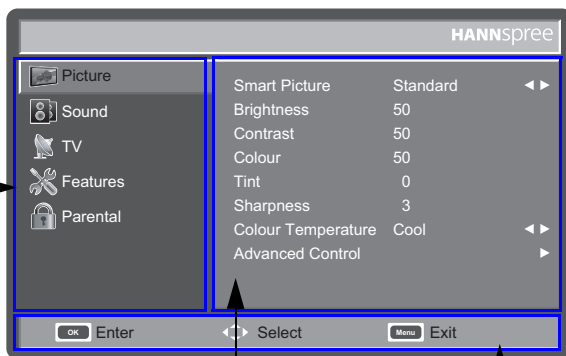 HANNspree
Picture
Sound
TV
Features
Parental
Smart Picture Standard
Brightness 50
Contrast 50
Colour 50
Tint 0
Sharpness 3
Colour Temperature Cool
Advanced Control
OK Enter Select Menu Exit